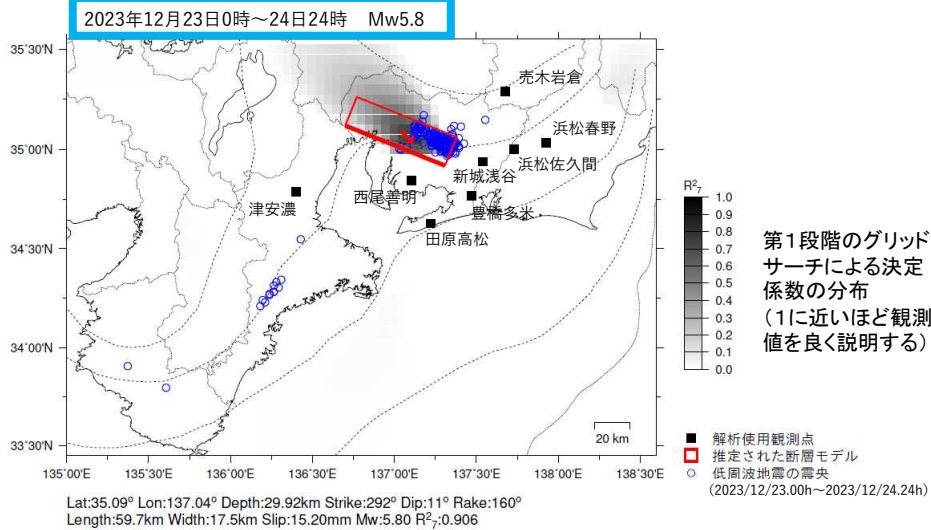 2023年12月23日0時～24日24時　Mw5.8
35°30'N
35°00'N
34°30'N
34°00'N
33°30'N
135°00'E
135°30'E
136°00'E
136°30'E
137°00'E
137°30'E
138°00'E
138°30'E
売木岩倉
浜松春野
浜松佐久間
新城浅谷
西尾善明
豊橋多米
津安濃
田原高松
20 km
R²₇
1.0
0.9
0.8
0.7
0.6
0.5
0.4
0.3
0.2
0.1
0.0
第1段階のグリッド
サーチによる決定
係数の分布
（1に近いほど観測
値を良く説明する）
解析使用観測点
推定された断層モデル
低周波地震の震央
(2023/12/23.00h～2023/12/24.24h)
Lat:35.09° Lon:137.04° Depth:29.92km Strike:292° Dip:11° Rake:160°
Length:59.7km Width:17.5km Slip:15.20mm Mw:5.80 R²₇:0.906